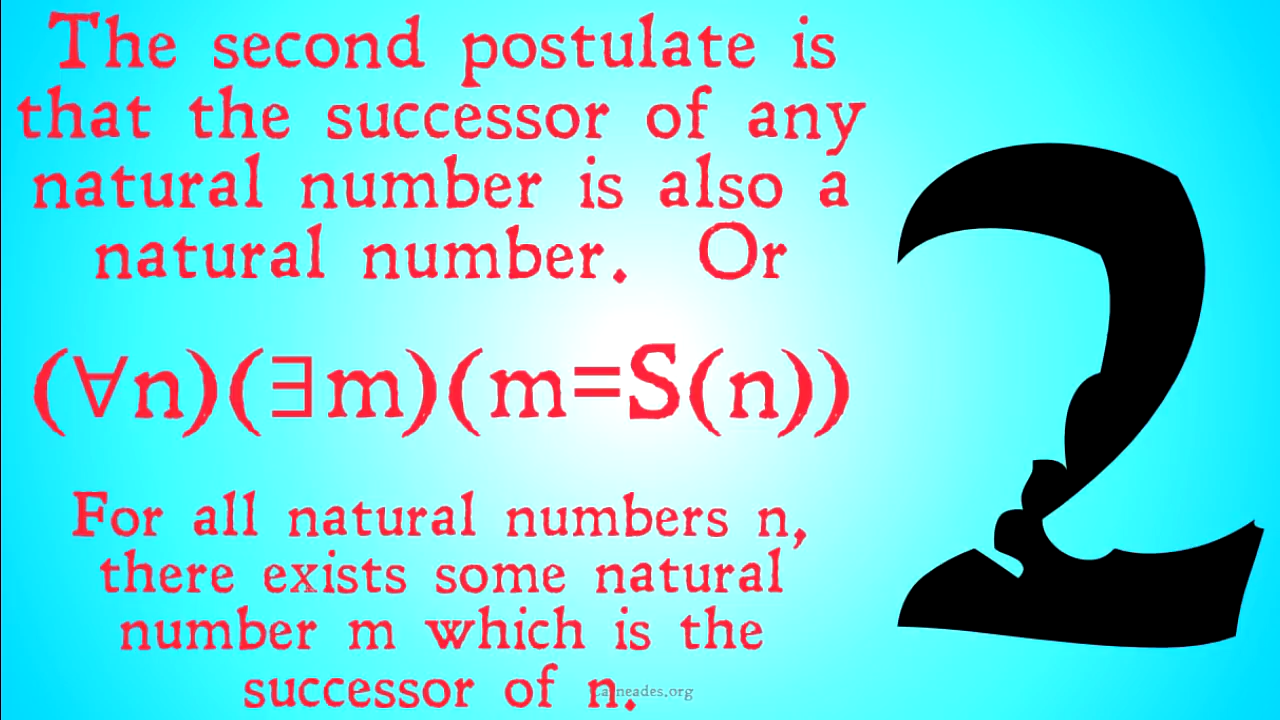 The second postulate is
that the successor of any
natural number is also a
natural number. Or
(∀n)(∃m)(m=S(n))
For all natural numbers n,
there exists some natural
number m which is the
successor of n.
Carneades.org
2